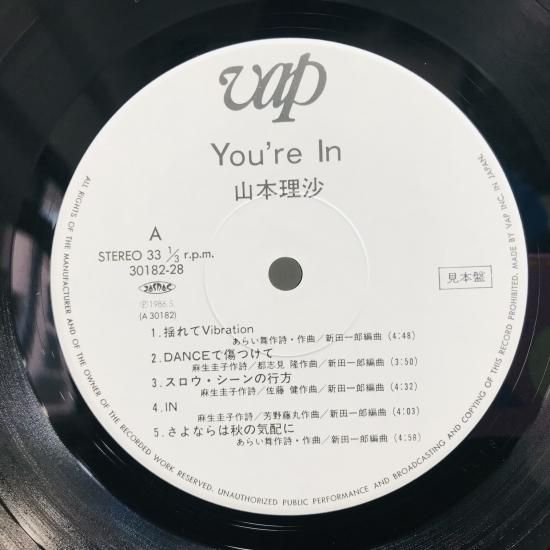 vap
You're In
山本理沙
A
STEREO 33 1/3 r.p.m.
30182-28
JASRAC
見本盤
Ⓟ1986.5
(A 30182)
1.揺れてVibration
あらい舞作詩・作曲/新田一郎編曲 (4:48)
2.DANCEで傷つけて
麻生圭子作詩/都志見 隆作曲/新田一郎編曲 (3:50)
3.スロウ・シーンの行方
麻生圭子作詩/佐藤 健作曲/新田一郎編曲 (4:32)
4.IN
麻生圭子作詩/芳野藤丸作曲/新田一郎編曲 (4:03)
5.さよならは秋の気配に
あらい舞作詩・作曲/新田一郎編曲 (4:58)
ALL RIGHTS OF THE MANUFACTURER AND OF THE OWNER OF THE RECORDED WORK RESERVED. UNAUTHORIZED PUBLIC PERFORMANCE AND BROADCASTING AND COPYING OF THIS RECORD PROHIBITED. MADE BY VAP INC. IN JAPAN.